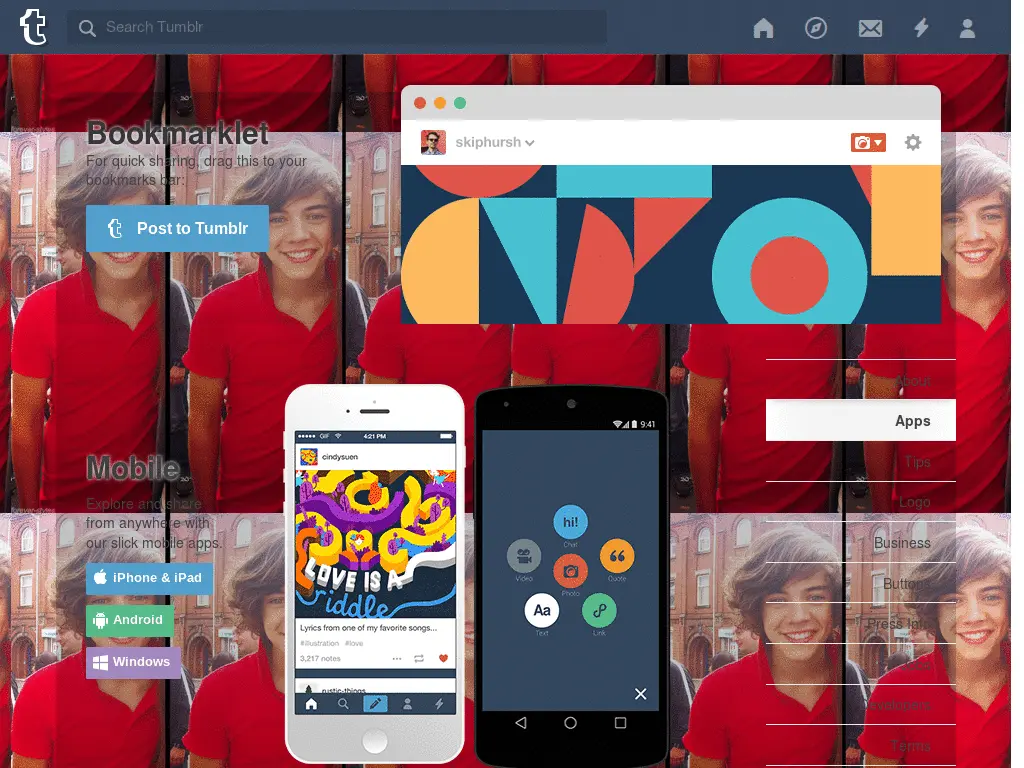 Search Tumblr
Bookmarklet
For quick sharing, drag this to your
bookmarks bar:
Post to Tumblr
skiphursh
About
Apps
Tips
Logo
Business
Buttons
Press Info
Developers
Terms
Mobile
Explore and share
from anywhere with
our slick mobile apps.
iPhone & iPad
Android
Windows
GIF
4:21 PM
cindysuen
LOVE IS A
riddle
Lyrics from one of my favorite songs...
#illustration #love
3,217 notes
rustic-things
9:41
hi!
Chat
Video
Quote
Photo
Aa
Text
Link